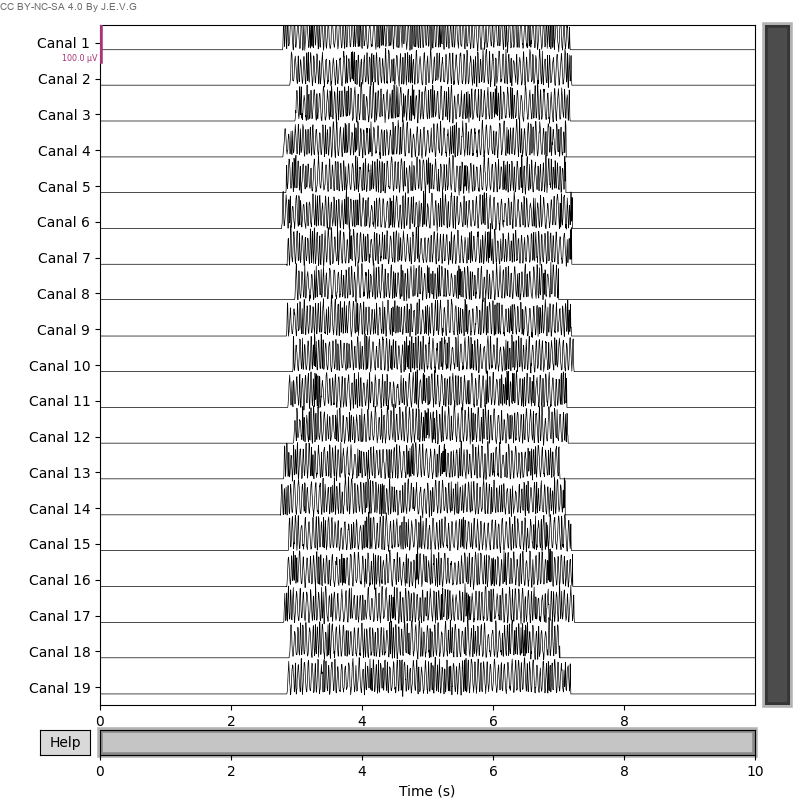 CC BY-NC-SA 4.0 By J.E.V.G
Canal 1
100.0 µV
Canal 2
Canal 3
Canal 4
Canal 5
Canal 6
Canal 7
Canal 8
Canal 9
Canal 10
Canal 11
Canal 12
Canal 13
Canal 14
Canal 15
Canal 16
Canal 17
Canal 18
Canal 19
0 2 4 6 8
Help
0 2 4 6 8 10
Time (s)